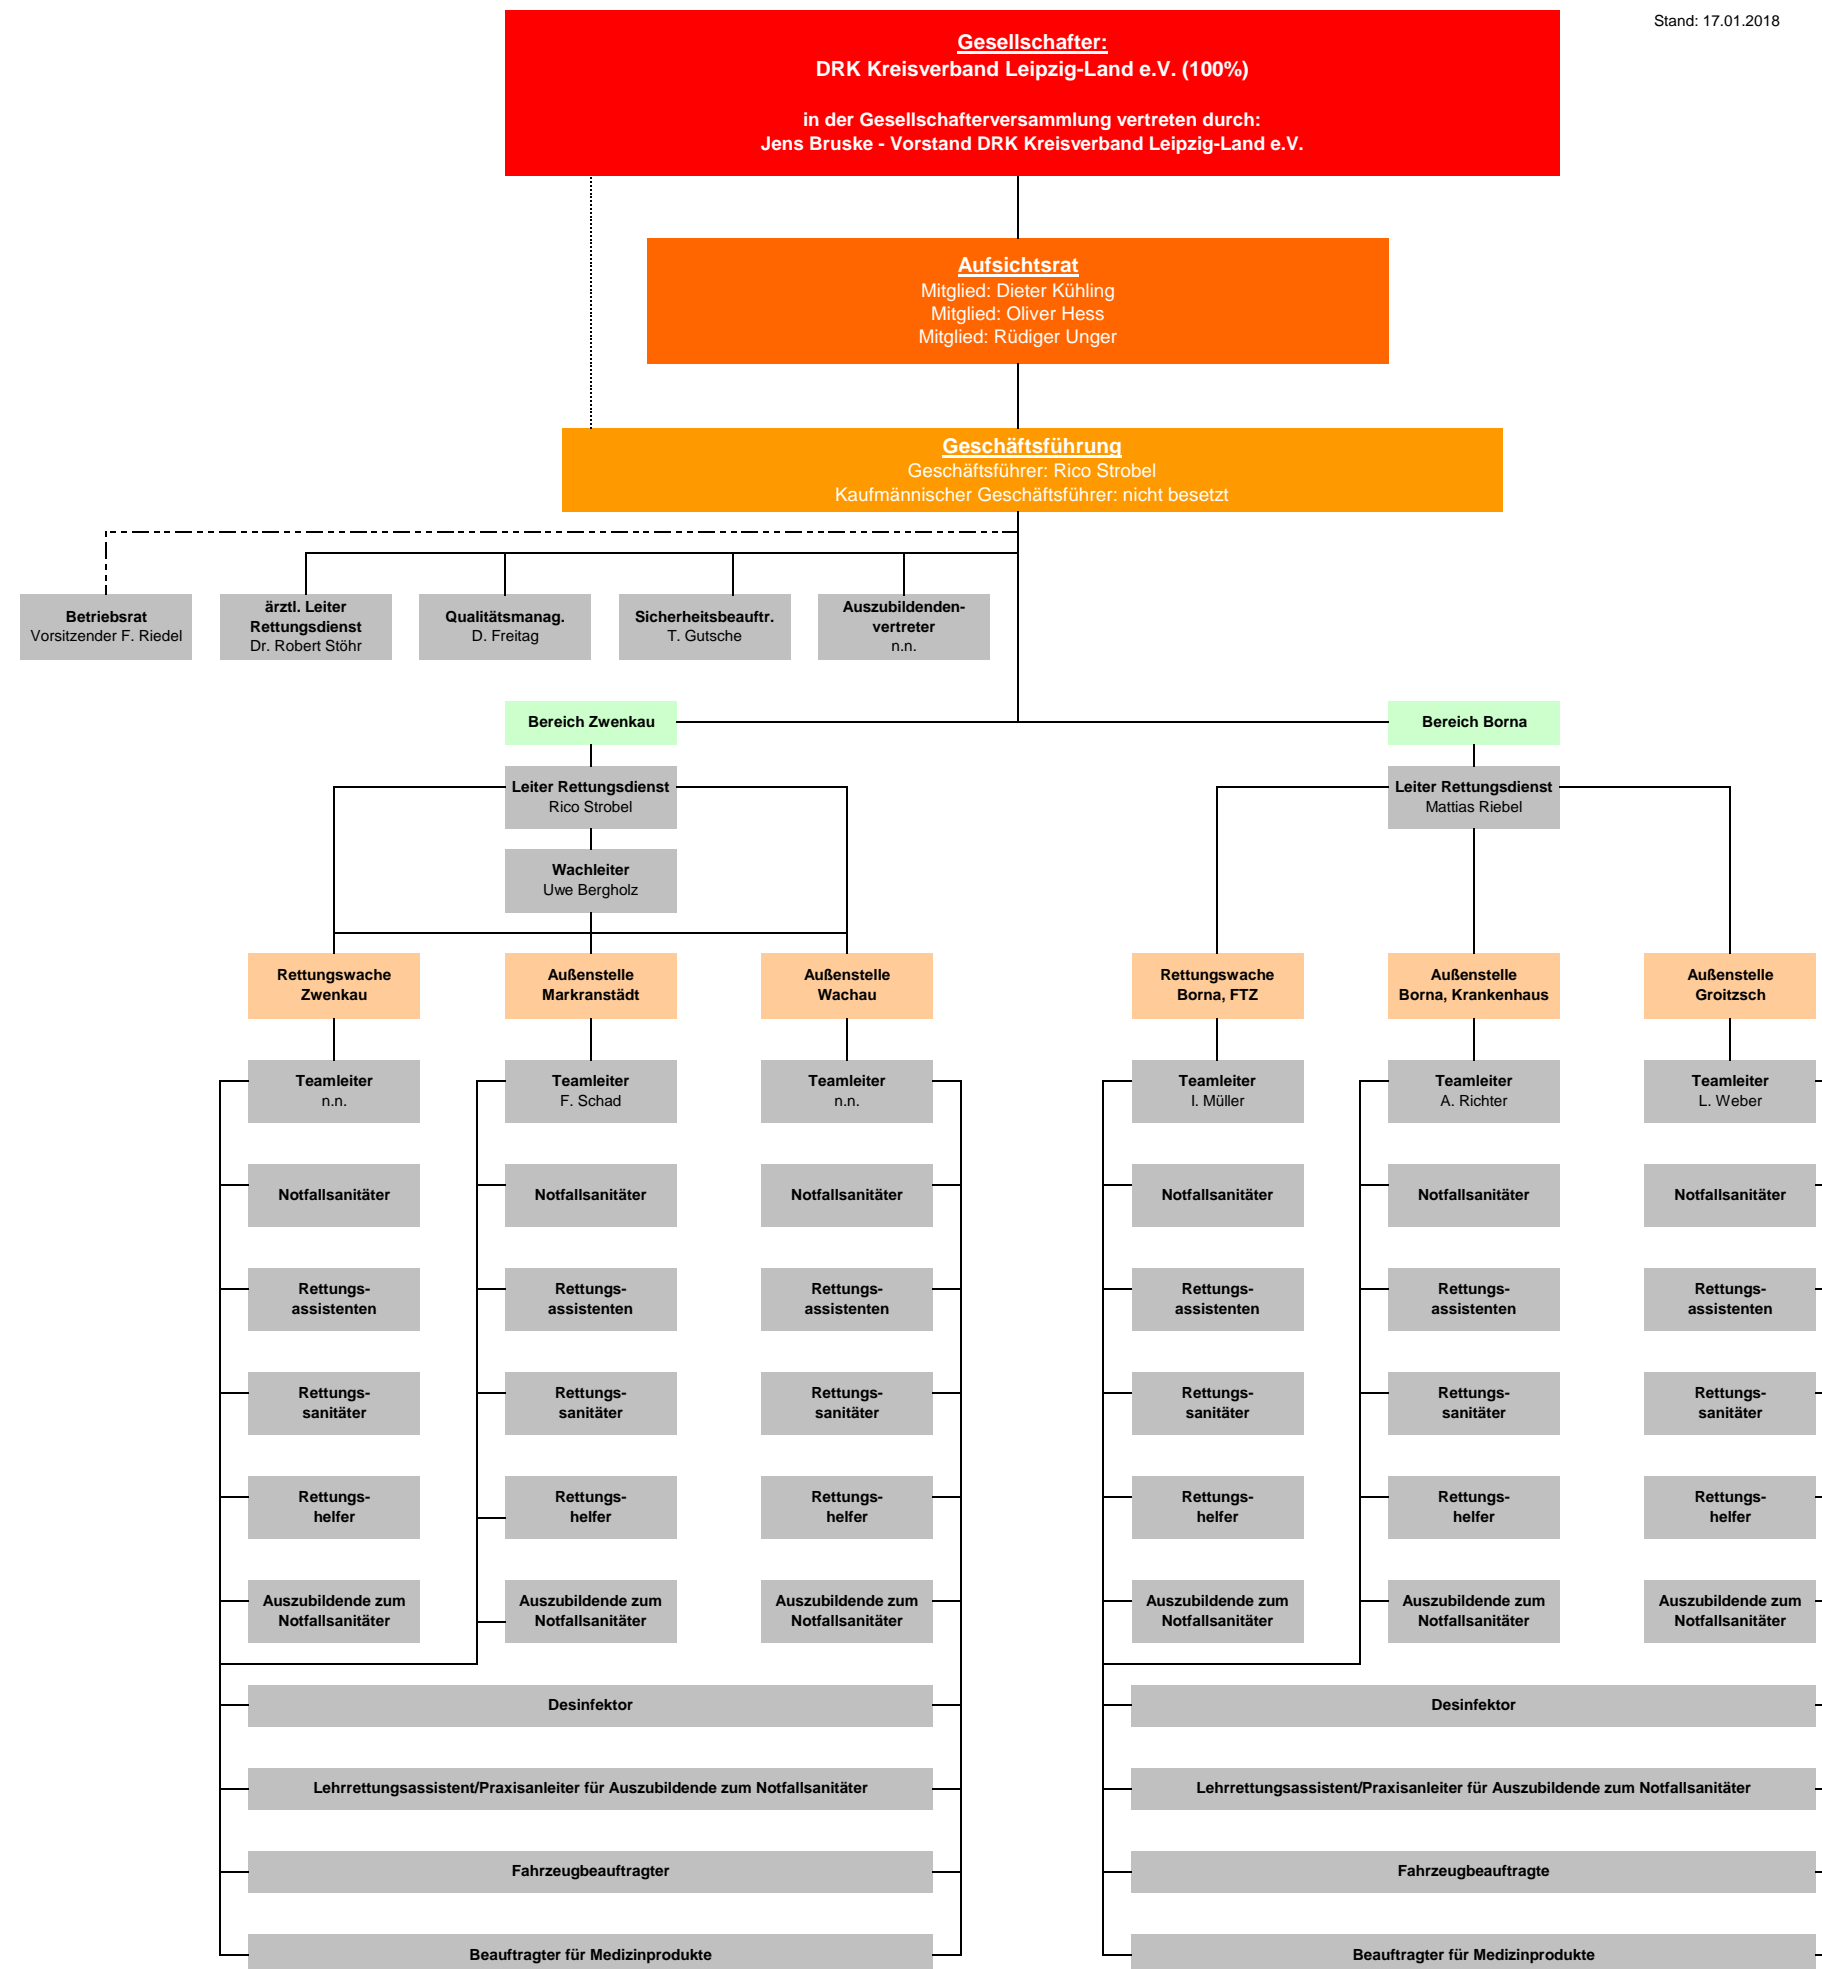 Stand: 17.01.2018
Gesellschafter:
DRK Kreisverband Leipzig-Land e.V. (100%)
in der Gesellschafterversammlung vertreten durch:
Jens Bruske - Vorstand DRK Kreisverband Leipzig-Land e.V.
Aufsichtsrat
Mitglied: Dieter Kühling
Mitglied: Oliver Hess
Mitglied: Rüdiger Unger
Geschäftsführung
Geschäftsführer: Rico Strobel
Kaufmännischer Geschäftsführer: nicht besetzt
Betriebsrat
Vorsitzender F. Riedel
ärztl. Leiter
Rettungsdienst
Dr. Robert Stöhr
Qualitätsmanag.
D. Freitag
Sicherheitsbeauftr.
T. Gutsche
Auszubildenden-
vertreter
n.n.
Bereich Zwenkau
Bereich Borna
Leiter Rettungsdienst
Rico Strobel
Leiter Rettungsdienst
Mattias Riebel
Wachleiter
Uwe Bergholz
Rettungswache
Zwenkau
Außenstelle
Markranstädt
Außenstelle
Wachau
Rettungswache
Borna, FTZ
Außenstelle
Borna, Krankenhaus
Außenstelle
Groitzsch
Teamleiter
n.n.
Teamleiter
F. Schad
Teamleiter
n.n.
Teamleiter
I. Müller
Teamleiter
A. Richter
Teamleiter
L. Weber
Notfallsanitäter
Notfallsanitäter
Notfallsanitäter
Notfallsanitäter
Notfallsanitäter
Notfallsanitäter
Rettungs-
assistenten
Rettungs-
assistenten
Rettungs-
assistenten
Rettungs-
assistenten
Rettungs-
assistenten
Rettungs-
assistenten
Rettungs-
sanitäter
Rettungs-
sanitäter
Rettungs-
sanitäter
Rettungs-
sanitäter
Rettungs-
sanitäter
Rettungs-
sanitäter
Rettungs-
helfer
Rettungs-
helfer
Rettungs-
helfer
Rettungs-
helfer
Rettungs-
helfer
Rettungs-
helfer
Auszubildende zum
Notfallsanitäter
Auszubildende zum
Notfallsanitäter
Auszubildende zum
Notfallsanitäter
Auszubildende zum
Notfallsanitäter
Auszubildende zum
Notfallsanitäter
Auszubildende zum
Notfallsanitäter
Desinfektor
Desinfektor
Lehrrettungsassistent/Praxisanleiter für Auszubildende zum Notfallsanitäter
Lehrrettungsassistent/Praxisanleiter für Auszubildende zum Notfallsanitäter
Fahrzeugbeauftragter
Fahrzeugbeauftragte
Beauftragter für Medizinprodukte
Beauftragter für Medizinprodukte